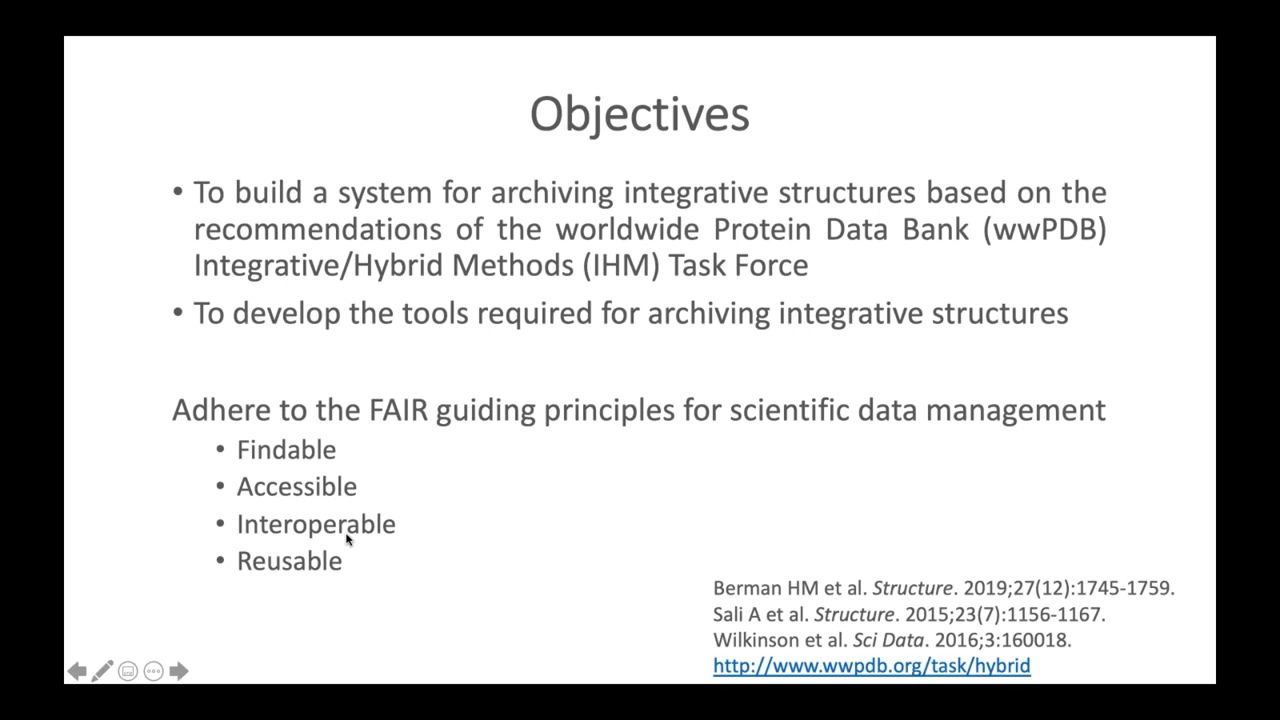 Objectives
• To build a system for archiving integrative structures based on the
recommendations of the worldwide Protein Data Bank (wwPDB)
Integrative/Hybrid Methods (IHM) Task Force
• To develop the tools required for archiving integrative structures
Adhere to the FAIR guiding principles for scientific data management
• Findable
• Accessible
• Interoperable
• Reusable
Berman HM et al. Structure. 2019;27(12):1745-1759.
Sali A et al. Structure. 2015;23(7):1156-1167.
Wilkinson et al. Sci Data. 2016;3:160018.
http://www.wwpdb.org/task/hybrid